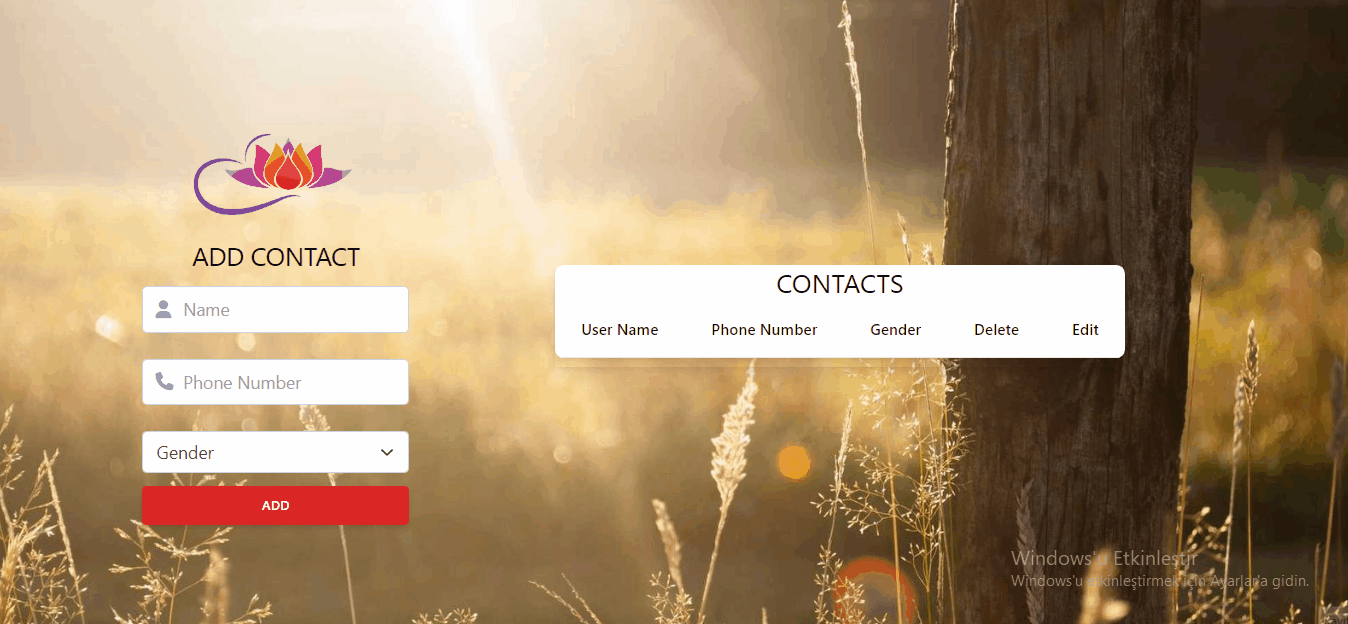 ADD CONTACT
Name
Phone Number
Gender
ADD
CONTACTS
User Name Phone Number Gender Delete Edit
Windows'u Etkinleştir
Windows'u etkinleştirmek için Ayarlara gidin.